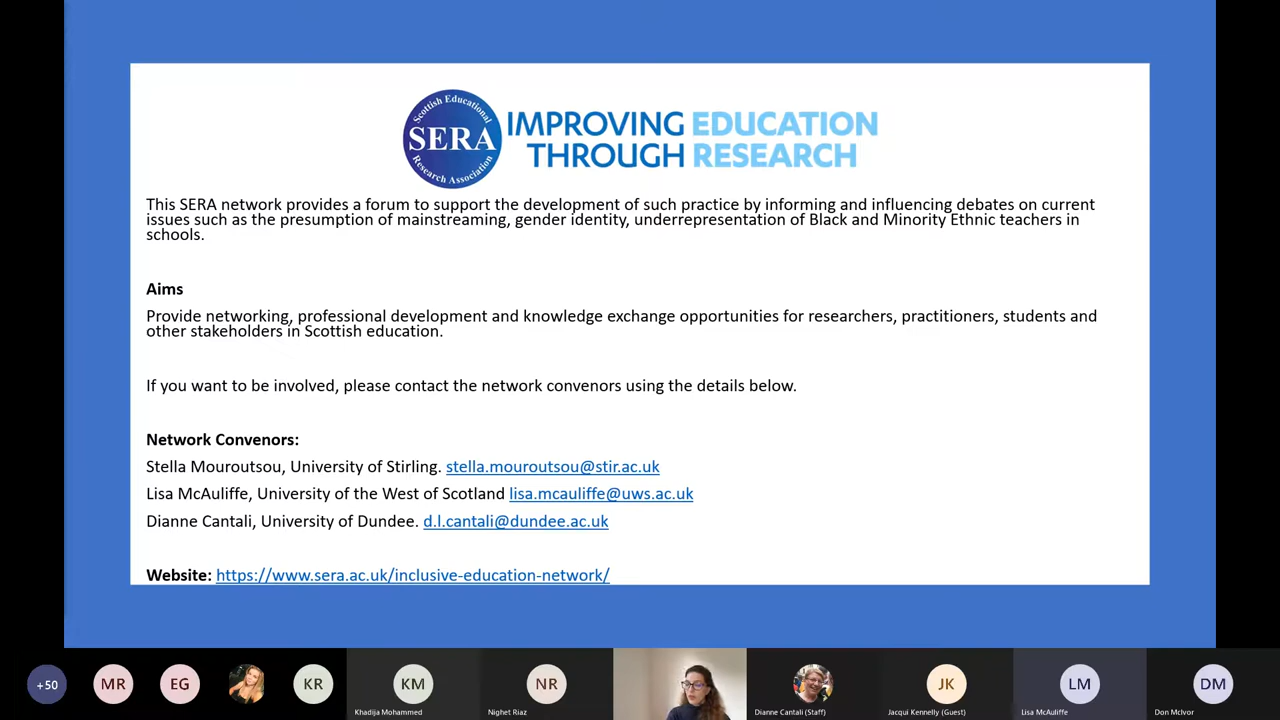 Scottish Educational
SERA
Research Association
IMPROVING EDUCATION
THROUGH RESEARCH
This SERA network provides a forum to support the development of such practice by informing and influencing debates on current
issues such as the presumption of mainstreaming, gender identity, underrepresentation of Black and Minority Ethnic teachers in
schools.
Aims
Provide networking, professional development and knowledge exchange opportunities for researchers, practitioners, students and
other stakeholders in Scottish education.
If you want to be involved, please contact the network convenors using the details below.
Network Convenors:
Stella Mouroutsou, University of Stirling. stella.mouroutsou@stir.ac.uk
Lisa McAuliffe, University of the West of Scotland lisa.mcauliffe@uws.ac.uk
Dianne Cantali, University of Dundee. d.l.cantali@dundee.ac.uk
Website: https://www.sera.ac.uk/inclusive-education-network/
+50 MR EG KR KM NR JK LM DM
Khadija Mohammed Nighet Riaz Dianne Cantali (Staff) Jacqui Kennelly (Guest) Lisa McAuliffe Don McIvor